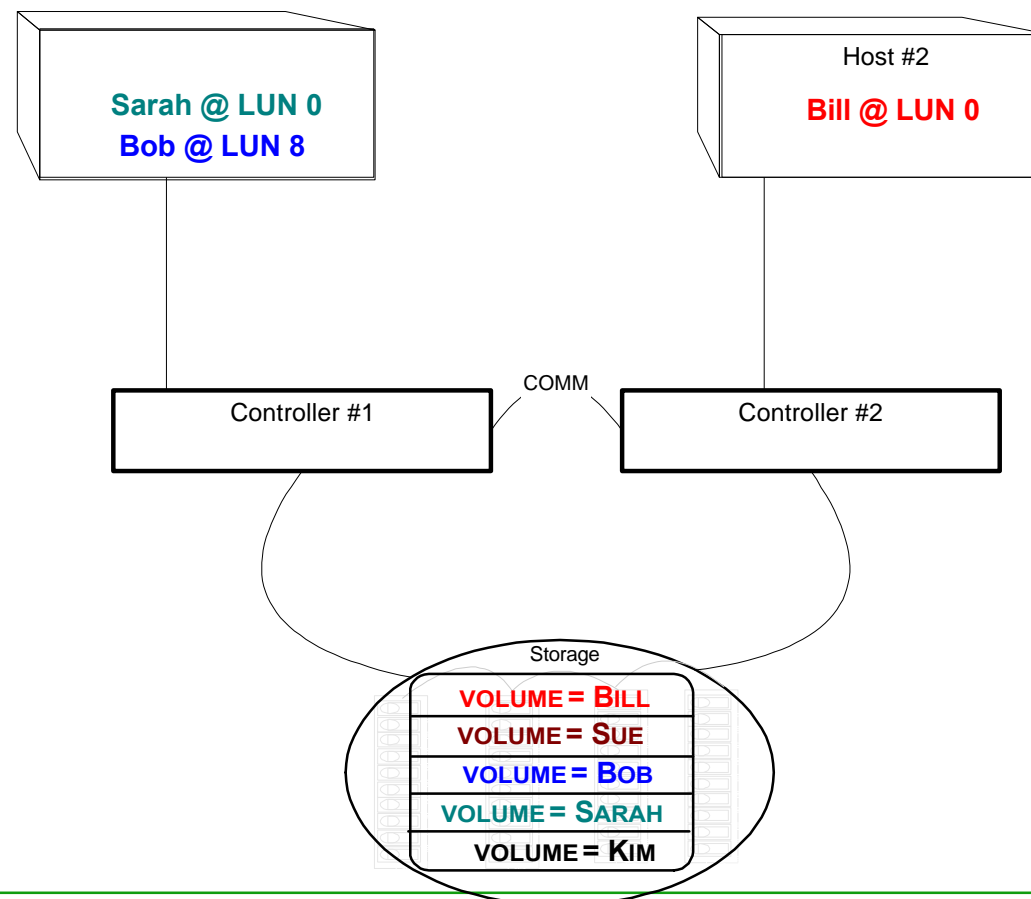 Sarah @ LUN 0
Bob @ LUN 8
Host #2
Bill @ LUN 0
COMM
Controller #1
Controller #2
Storage
VOLUME = BILL
VOLUME = SUE
VOLUME = BOB
VOLUME = SARAH
VOLUME = KIM